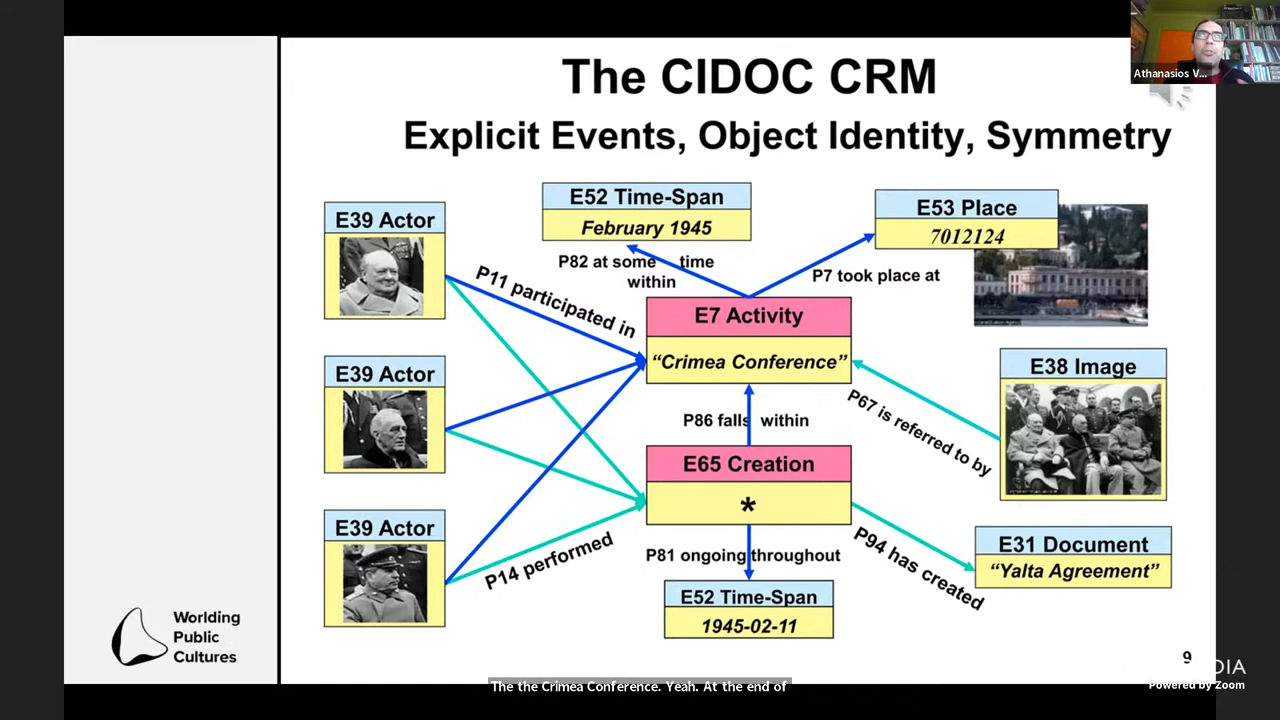 The CIDOC CRM
Explicit Events, Object Identity, Symmetry
Athanasios V...
E39 Actor
E52 Time-Span
February 1945
E53 Place
7012124
P82 at some time
within
P7 took place at
P11 participated in
E7 Activity
“Crimea Conference”
E39 Actor
E38 Image
P67 is referred to by
P86 falls within
E65 Creation
*
E39 Actor
P14 performed
P81 ongoing throughout
P94 has created
E31 Document
“Yalta Agreement”
E52 Time-Span
1945-02-11
Worlding
Public
Cultures
9
DIA
Powered by Zoom
The the Crimea Conference. Yeah. At the end of